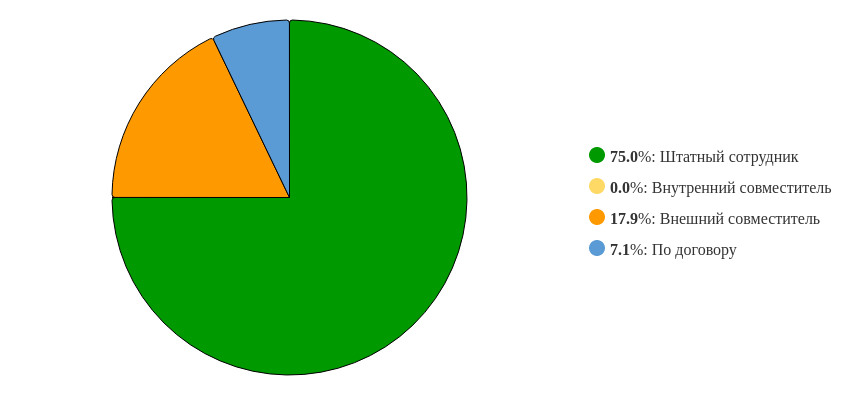 75.0%: Штатный сотрудник
0.0%: Внутренний совместитель
17.9%: Внешний совместитель
7.1%: По договору